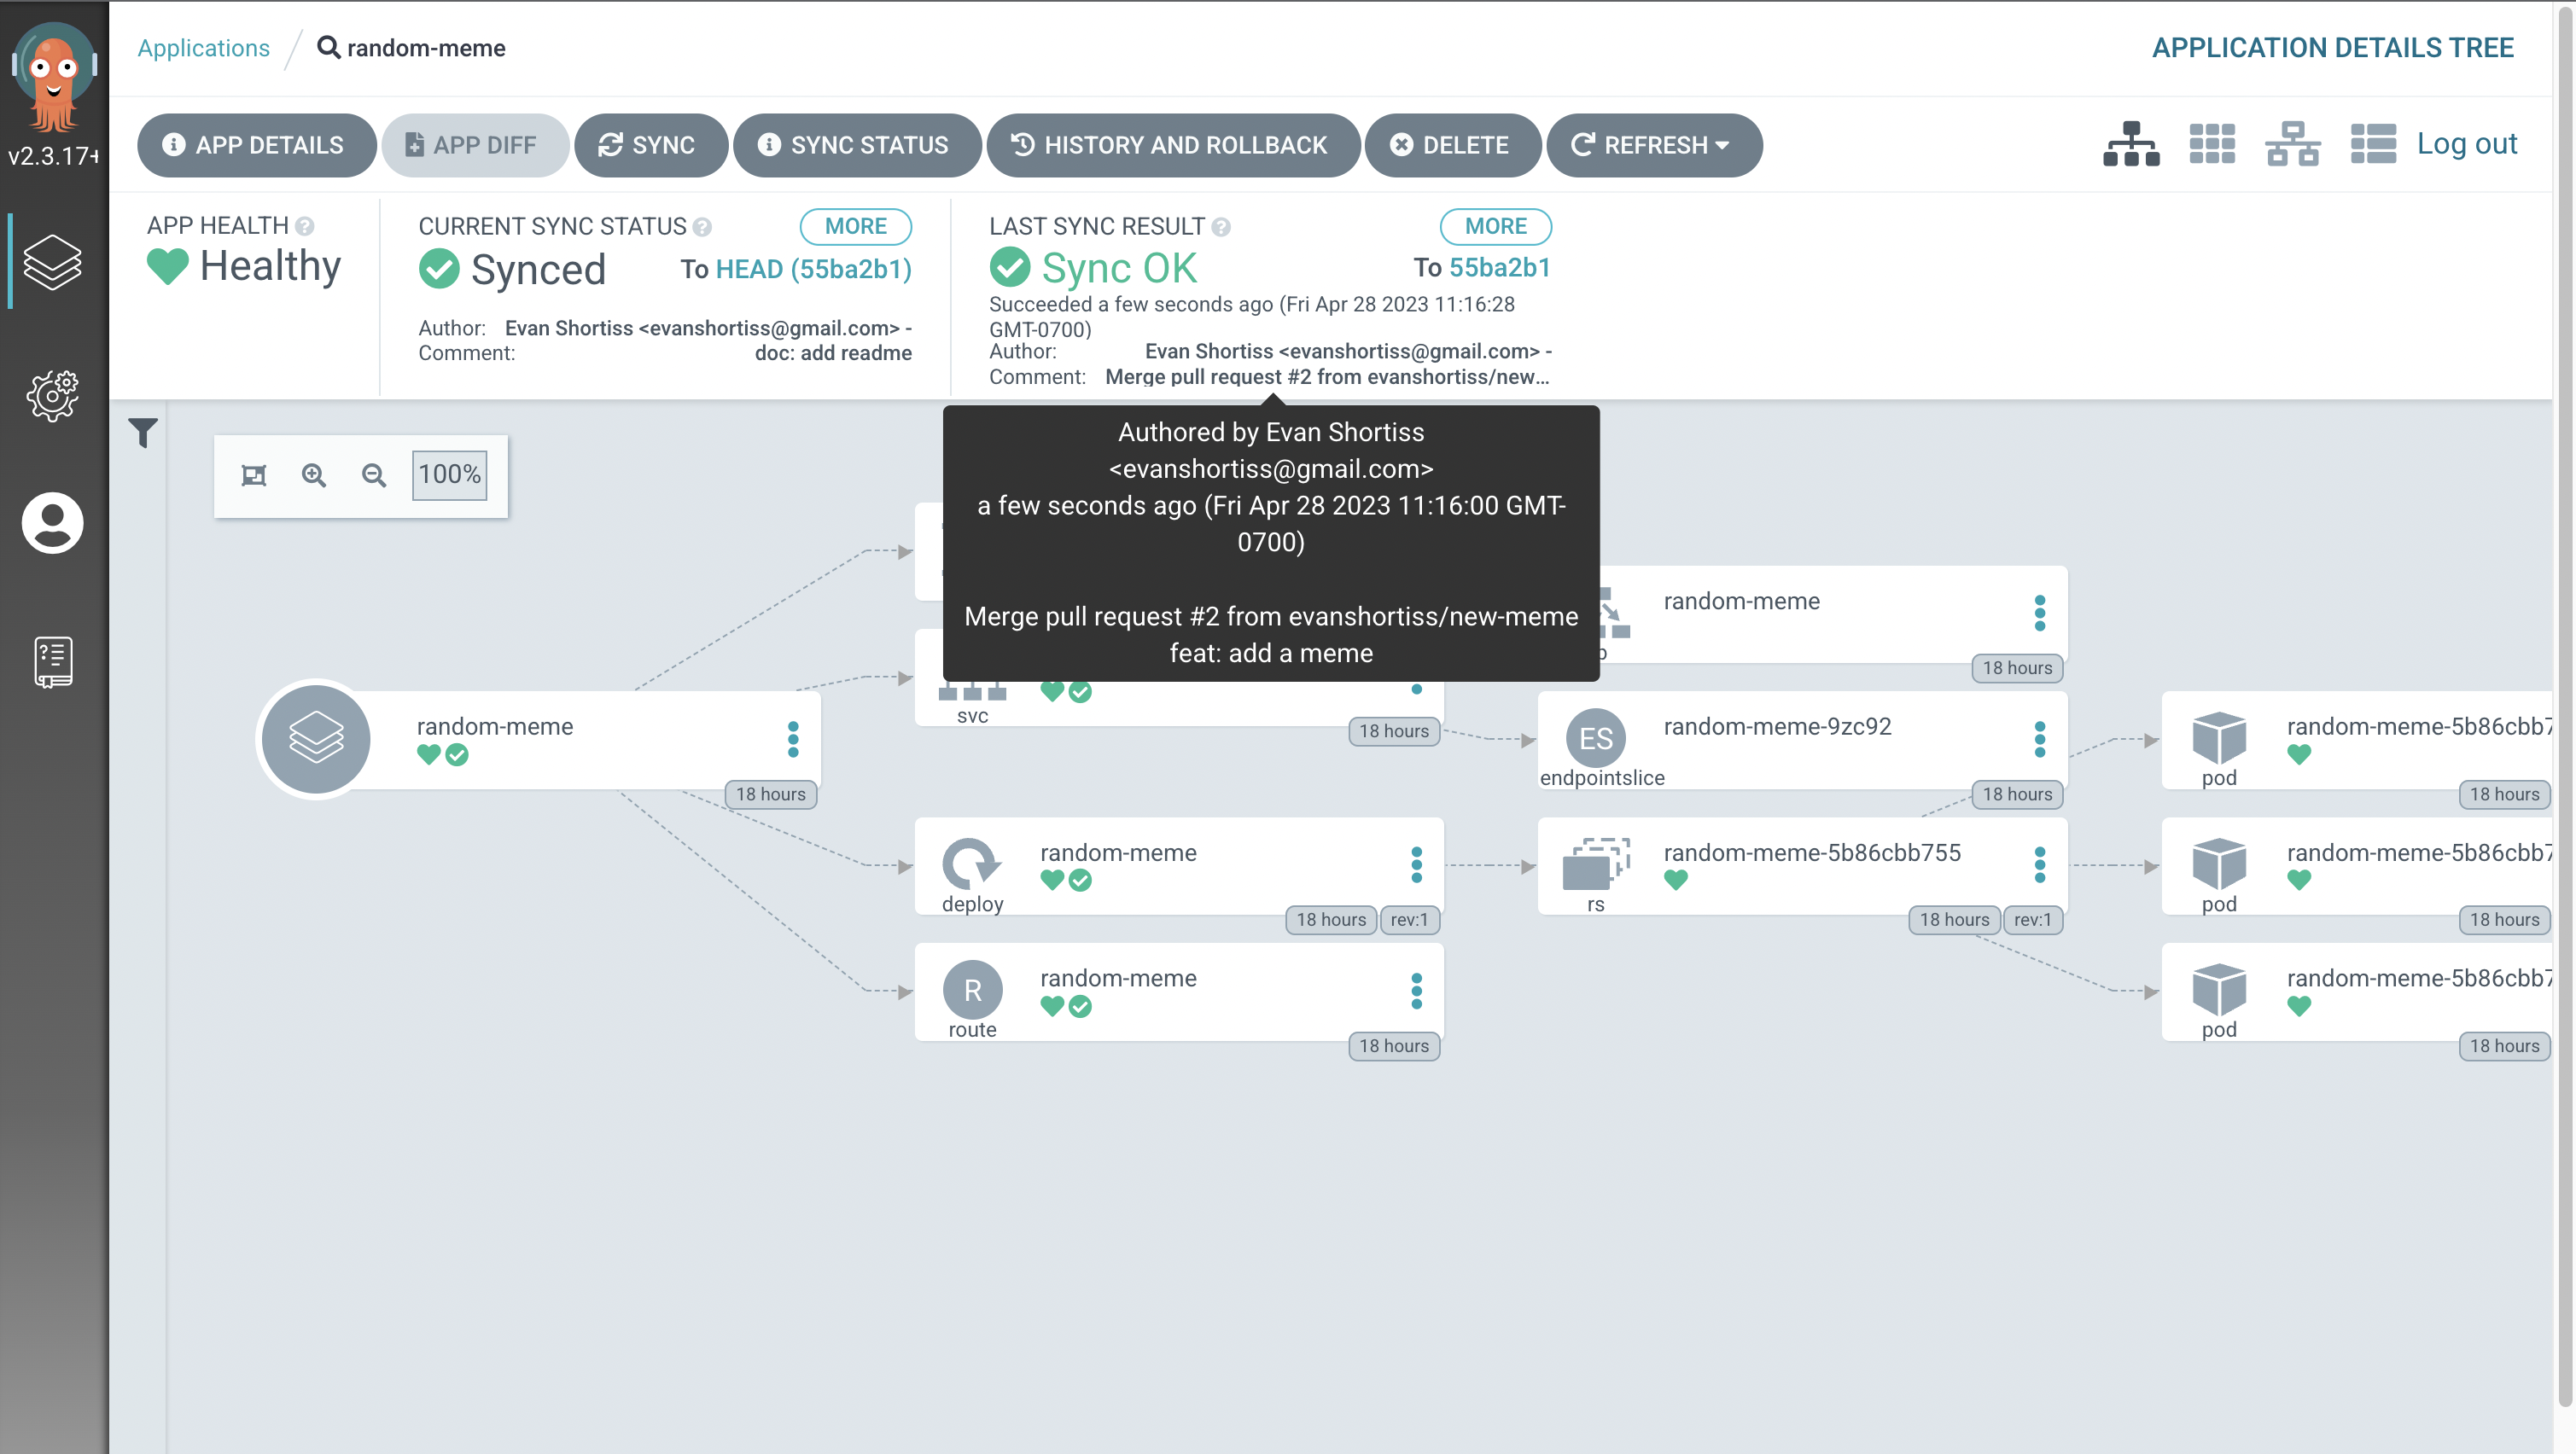 Applications
random-meme
APPLICATION DETAILS TREE
v2.3.17+
APP DETAILS
APP DIFF
SYNC
SYNC STATUS
HISTORY AND ROLLBACK
DELETE
REFRESH
Log out
APP HEALTH
Healthy
CURRENT SYNC STATUS
MORE
Synced
To HEAD (55ba2b1)
Author: Evan Shortiss <evanshortiss@gmail.com> -
Comment: doc: add readme
LAST SYNC RESULT
MORE
Sync OK
To 55ba2b1
Succeeded a few seconds ago (Fri Apr 28 2023 11:16:28
GMT-0700)
Author: Evan Shortiss <evanshortiss@gmail.com> -
Comment: Merge pull request #2 from evanshortiss/new...
100%
Authored by Evan Shortiss
<evanshortiss@gmail.com>
a few seconds ago (Fri Apr 28 2023 11:16:00 GMT-
0700)
Merge pull request #2 from evanshortiss/new-meme
feat: add a meme
random-meme
18 hours
svc
18 hours
random-meme
18 hours
ES
endpointslice
random-meme-9zc92
18 hours
pod
random-meme-5b86cbb7
18 hours
deploy
random-meme
18 hours
rev:1
rs
random-meme-5b86cbb755
18 hours
rev:1
pod
random-meme-5b86cbb7
18 hours
R
route
random-meme
18 hours
pod
random-meme-5b86cbb7
18 hours